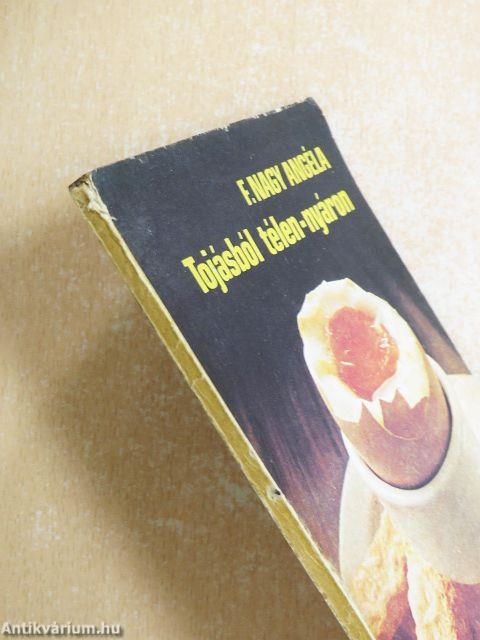 F. NAGY ANGÉLA
Tojásból télen-nyáron
Antikvárium.hu